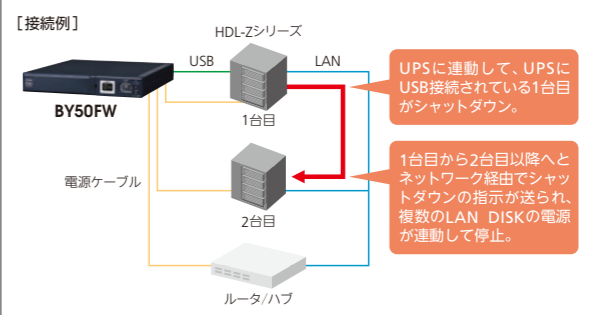 ［接続例］
HDL-Zシリーズ
USB
LAN
BY50FW
1台目
UPSに連動して、UPSに
USB接続されている1台目
がシャットダウン。
電源ケーブル
2台目
1台目から2台目以降へと
ネットワーク経由でシャッ
トダウンの指示が送られ、
複数のLAN DISKの電源
が連動して停止。
ルータ/ハブ